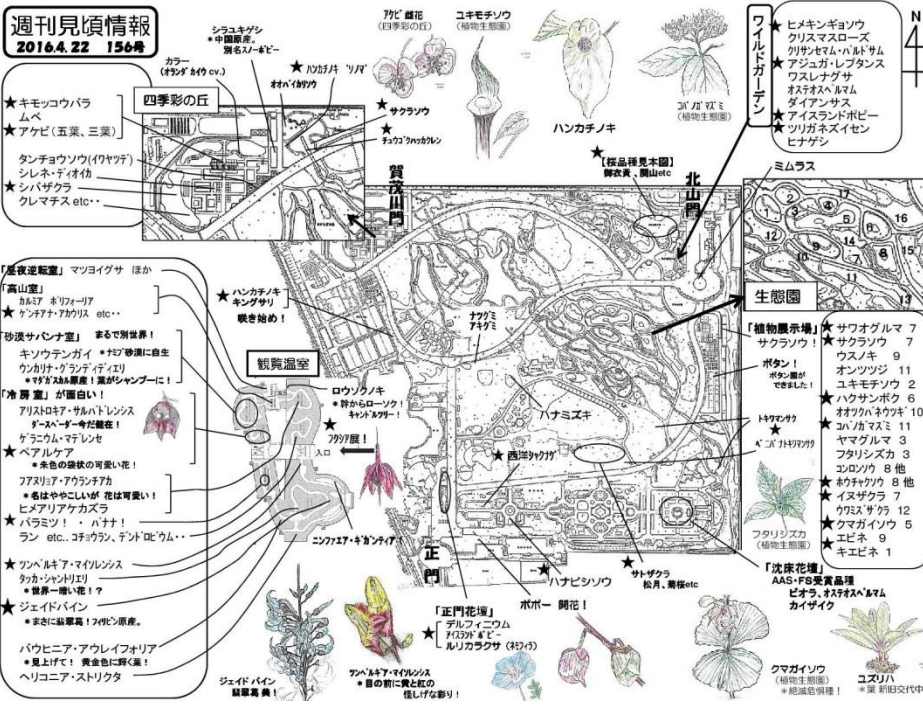 週刊見頃情報
2016.4.22 156号
★キモッコウバラ
ムベ
★アケビ(五葉、三葉)
タンチョウソウ(イワヤツデ)
シレネ・ディオイカ
★シバザクラ
クレマチス etc‥
カラー
(オランダカイウ cv.)
シラユキゲシ
*中国原産。
別名スノーポピー
四季彩の丘
★ハンカチノキ 'ソノマ'
オオバイカイカリソウ
★サクラソウ
★
チュウゴクハッカクレン
アケビ 雌花
(四季彩の丘)
ユキモチソウ
(植物生態園)
ハンカチノキ
コバノガマズミ
(植物生態園)
ワイルドガーデン
★ヒメキンギョソウ
クリスマスローズ
クリサンセマム・パルドサム
★アジュガ・レプタンス
ワスレナグサ
オステオスペルマム
ダイアンサス
★アイスランドポピー
★ツリガネズイセン
ヒナゲシ
N
4
賀茂川門
★
【桜品種見本園】
御衣黄、関山etc
北山門
ミムラス
1
2
3
4
17
5
6
16
12
9
14
7
8
15
10
11
13
生態園
★ハンカチノキ
キングサリ
咲き始め!
ナツグミ
アキグミ
ハナミズキ
「植物展示場」
サクラソウ!
ボタン!
ボタン園が
できました!
トキワマンサク
★
ベニバナトキワマンサク
★サワオグルマ 7
★サクラソウ 7
ウスノキ 9
オンツツジ 11
ユキモチソウ 2
★ハクサンボク 6
オオツクバネウツギ 10
★コバノガマズミ 11
ヤマグルマ 3
フタリシズカ 3
コンロンソウ 8 他
★ホウチャクソウ 8 他
★イヌザクラ 7
ウワミズザクラ 12
★クマガイソウ 5
★エビネ 9
★キエビネ 1
「昼夜逆転室」 マツヨイグサ ほか
「高山室」
カルミア ポリフォーリア
★ゲンチアナ・アカウリス etc‥
「砂漠サバンナ室」 まるで別世界!
キソウテンガイ *ナミブ砂漠に自生
ウンカリナ・グランディディエリ
*マダガスカル原産!葉がシャンプーに!
「冷房室」が面白い!
アリストロキア・サルバドレンシス
ダースベーダー今だ健在!
ゲラニウム・マデレンセ
★ベアルケア
*朱色の袋状の可愛い花!
ファヌリョア・アウランチアカ
*名はややこしいが 花は可愛い!
ヒメアリアケカズラ
★パラミツ!・バナナ!
ラン etc‥コチョウラン、デンドロビウム‥
★ツンベルギア・マイソレンシス
タッカ・シャントリエリ
*世界一暗い花!?
★ジェイドバイン
*まさに翡翠葛!フィリピン原産。
バウヒニア・アウレイフォリア
*見上げて! 黄金色に輝く葉!
ヘリコニア・ストリクタ
観覧温室
ロウソクノキ
*幹からローソク!
キャンドルツリー!
★
フクシア展!
入口
ニンファエア・ギガンティア!
★西洋シャクナゲ
正門
★ハナビシソウ
★サトザクラ
松月、菊桜etc
ポポー 開花!
「正門花壇」
★デルフィニウム
アイスランドポピー
ルリカラクサ (ネモフィラ)
★
「沈床花壇」
AAS・FS受賞品種
ビオラ、オステオスペルマム
カイザイク
フタリシズカ
(植物生態園)
ジェイド バイン
翡翠葛 美!
ツンベルギア・マイソレンシス
*目の前に黄と紅の
怪しげな彩り!
クマガイソウ
(植物生態園)
*絶滅危惧種!
ユズリハ
*葉 新旧交代中